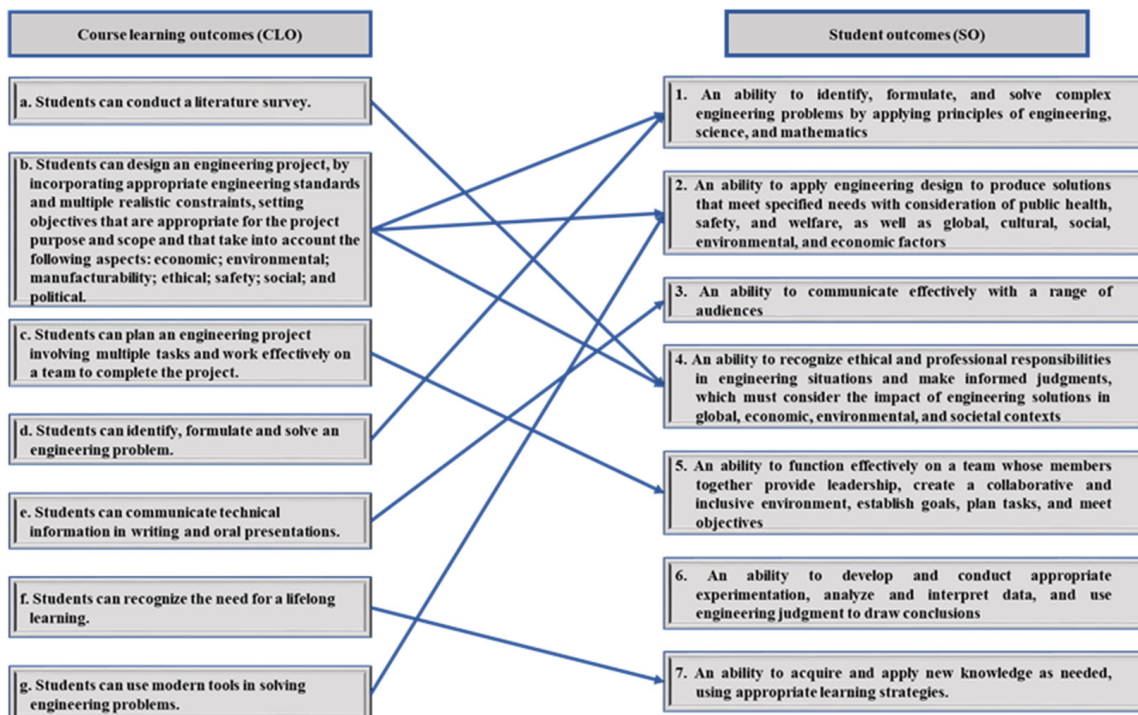 Course learning outcomes (CLO)
a. Students can conduct a literature survey.
b. Students can design an engineering project, by
incorporating appropriate engineering standards
and multiple realistic constraints, setting
objectives that are appropriate for the project
purpose and scope and that take into account the
following aspects: economic; environmental;
manufacturability; ethical; safety; social; and
political.
c. Students can plan an engineering project
involving multiple tasks and work effectively on
a team to complete the project.
d. Students can identify, formulate and solve an
engineering problem.
e. Students can communicate technical
information in writing and oral presentations.
f. Students can recognize the need for a lifelong
learning.
g. Students can use modern tools in solving
engineering problems.
Student outcomes (SO)
1. An ability to identify, formulate, and solve complex
engineering problems by applying principles of engineering,
science, and mathematics
2. An ability to apply engineering design to produce solutions
that meet specified needs with consideration of public health,
safety, and welfare, as well as global, cultural, social,
environmental, and economic factors
3. An ability to communicate effectively with a range of
audiences
4. An ability to recognize ethical and professional responsibilities
in engineering situations and make informed judgments,
which must consider the impact of engineering solutions in
global, economic, environmental, and societal contexts
5. An ability to function effectively on a team whose members
together provide leadership, create a collaborative and
inclusive environment, establish goals, plan tasks, and meet
objectives
6. An ability to develop and conduct appropriate
experimentation, analyze and interpret data, and use
engineering judgment to draw conclusions
7. An ability to acquire and apply new knowledge as needed,
using appropriate learning strategies.